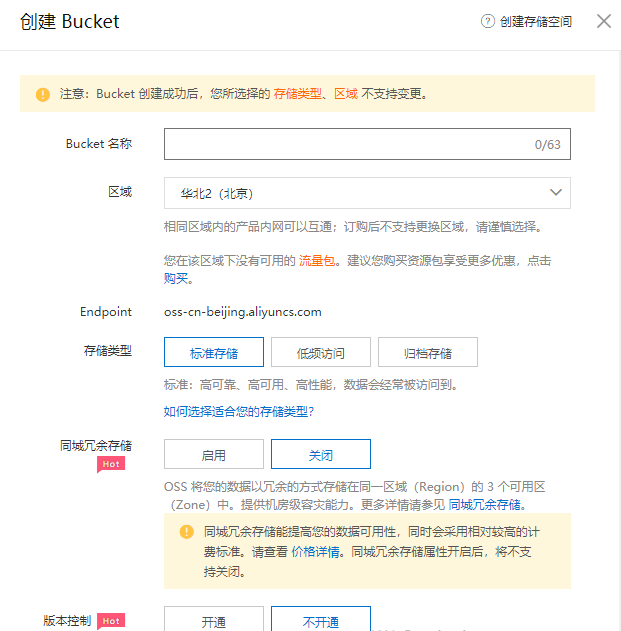 创建 Bucket
? 创建存储空间
注意：Bucket 创建成功后，您所选择的 存储类型、区域 不支持变更。
Bucket 名称
0/63
区域
华北2（北京）
相同区域内的产品内网可以互通；订购后不支持更换区域，请谨慎选择。
您在该区域下没有可用的 流量包。建议您购买资源包享受更多优惠，点击
购买。
Endpoint
oss-cn-beijing.aliyuncs.com
存储类型
标准存储
低频访问
归档存储
标准：高可靠、高可用、高性能，数据会经常被访问到。
如何选择适合您的存储类型?
同城冗余存储
Hot
启用
关闭
OSS 将您的数据以冗余的方式存储在同一区域（Region）的 3 个可用区
（Zone）中。提供机房级容灾能力。更多详情请参见 同城冗余存储。
同城冗余存储能提高您的数据可用性，同时会采用相对较高的计
费标准。请查看 价格详情。同城冗余存储属性开启后，将不支
持关闭。
版本控制
Hot
开通
不开通